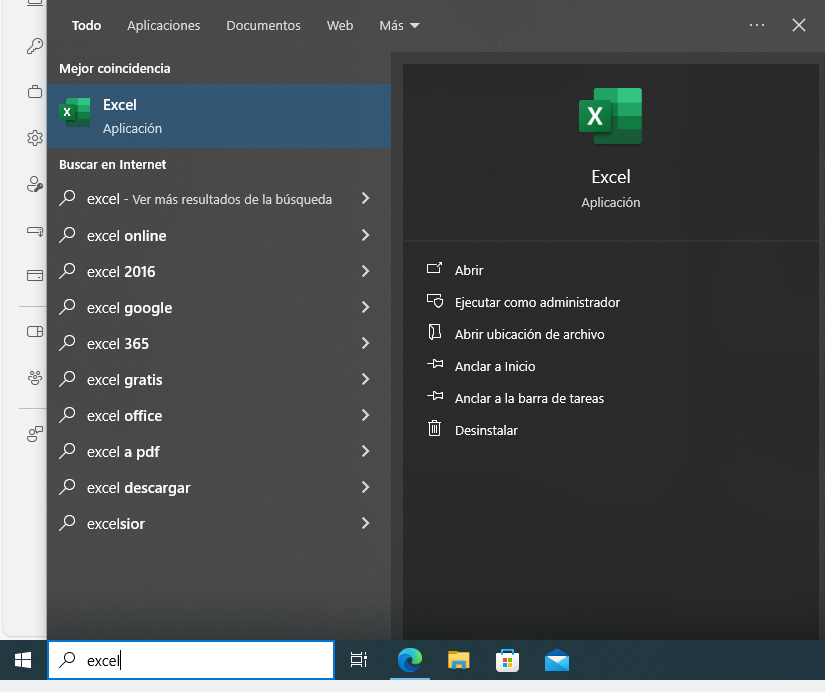 Todo Aplicaciones Documentos Web Más
Mejor coincidencia
Excel
Aplicación
Buscar en Internet
excel - Ver más resultados de la búsqueda
excel online
excel 2016
excel google
excel 365
excel gratis
excel office
excel a pdf
excel descargar
excelsior
X
Excel
Aplicación
Abrir
Ejecutar como administrador
Abrir ubicación de archivo
Anclar a Inicio
Anclar a la barra de tareas
Desinstalar
excel